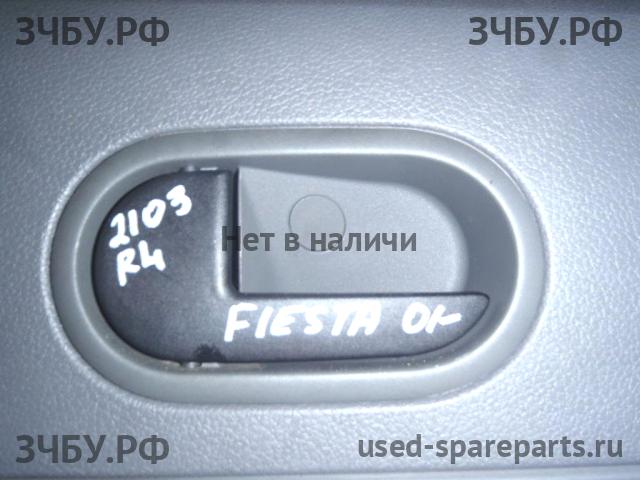 ЗЧБУ.РФ ЗЧБУ.РФ
2103
R4
Нет в наличи
FIESTA 01-
ЗЧБУ.РФ used-spareparts.ru